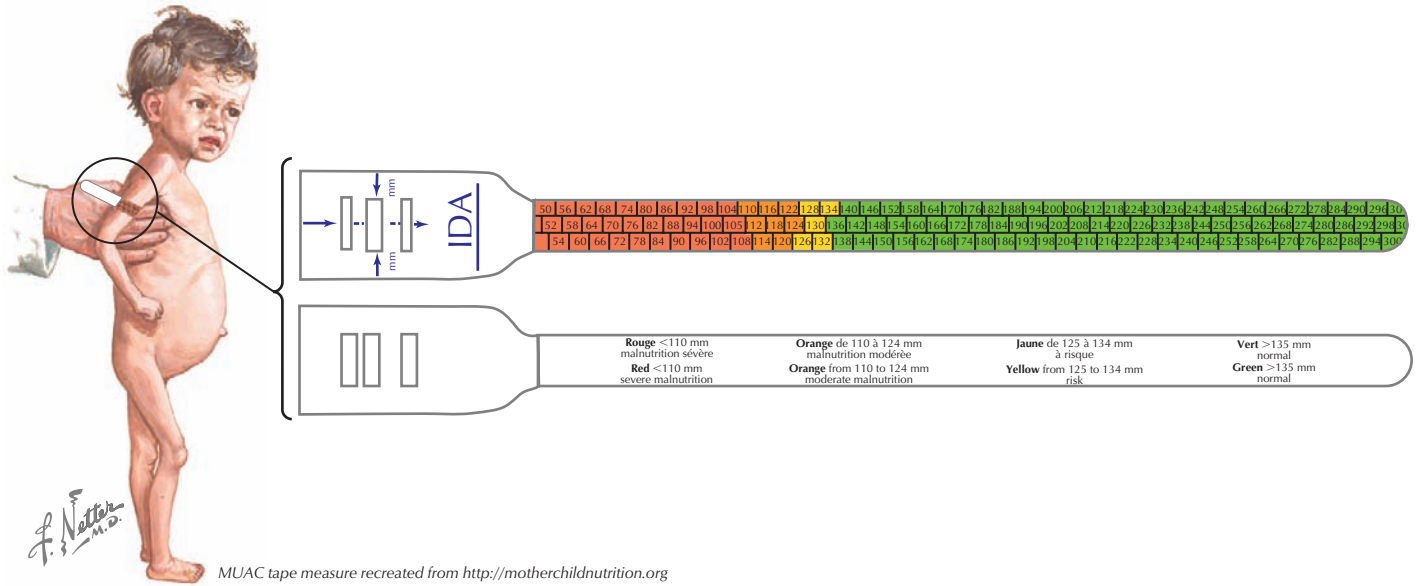 mm
IDA
mm
50 56 62 68 74 80 86 92 98 104 110 116 122 128 134 140 146 152 158 164 170 176 182 188 194 200 206 212 218 224 230 236 242 248 254 260 266 272 278 284 290 296 30
52 58 64 70 76 82 88 94 100 105 112 118 124 130 136 142 148 154 160 166 172 178 184 190 196 202 208 214 220 226 232 238 244 250 256 262 268 274 280 286 292 298 30
54 60 66 72 78 84 90 96 102 108 114 120 126 132 138 144 150 156 162 168 174 180 186 192 198 204 210 216 222 228 234 240 246 252 258 264 270 276 282 288 294 300
Rouge <110 mm
malnutrition sévère
Red <110 mm
severe malnutrition
Orange de 110 à 124 mm
malnutrition modérèe
Orange from 110 to 124 mm
moderate malnutrition
Jaune de 125 à 134 mm
à risque
Yellow from 125 to 134 mm
risk
Vert >135 mm
normal
Green >135 mm
normal
F. Netter
M.D.
MUAC tape measure recreated from http://motherchildnutrition.org